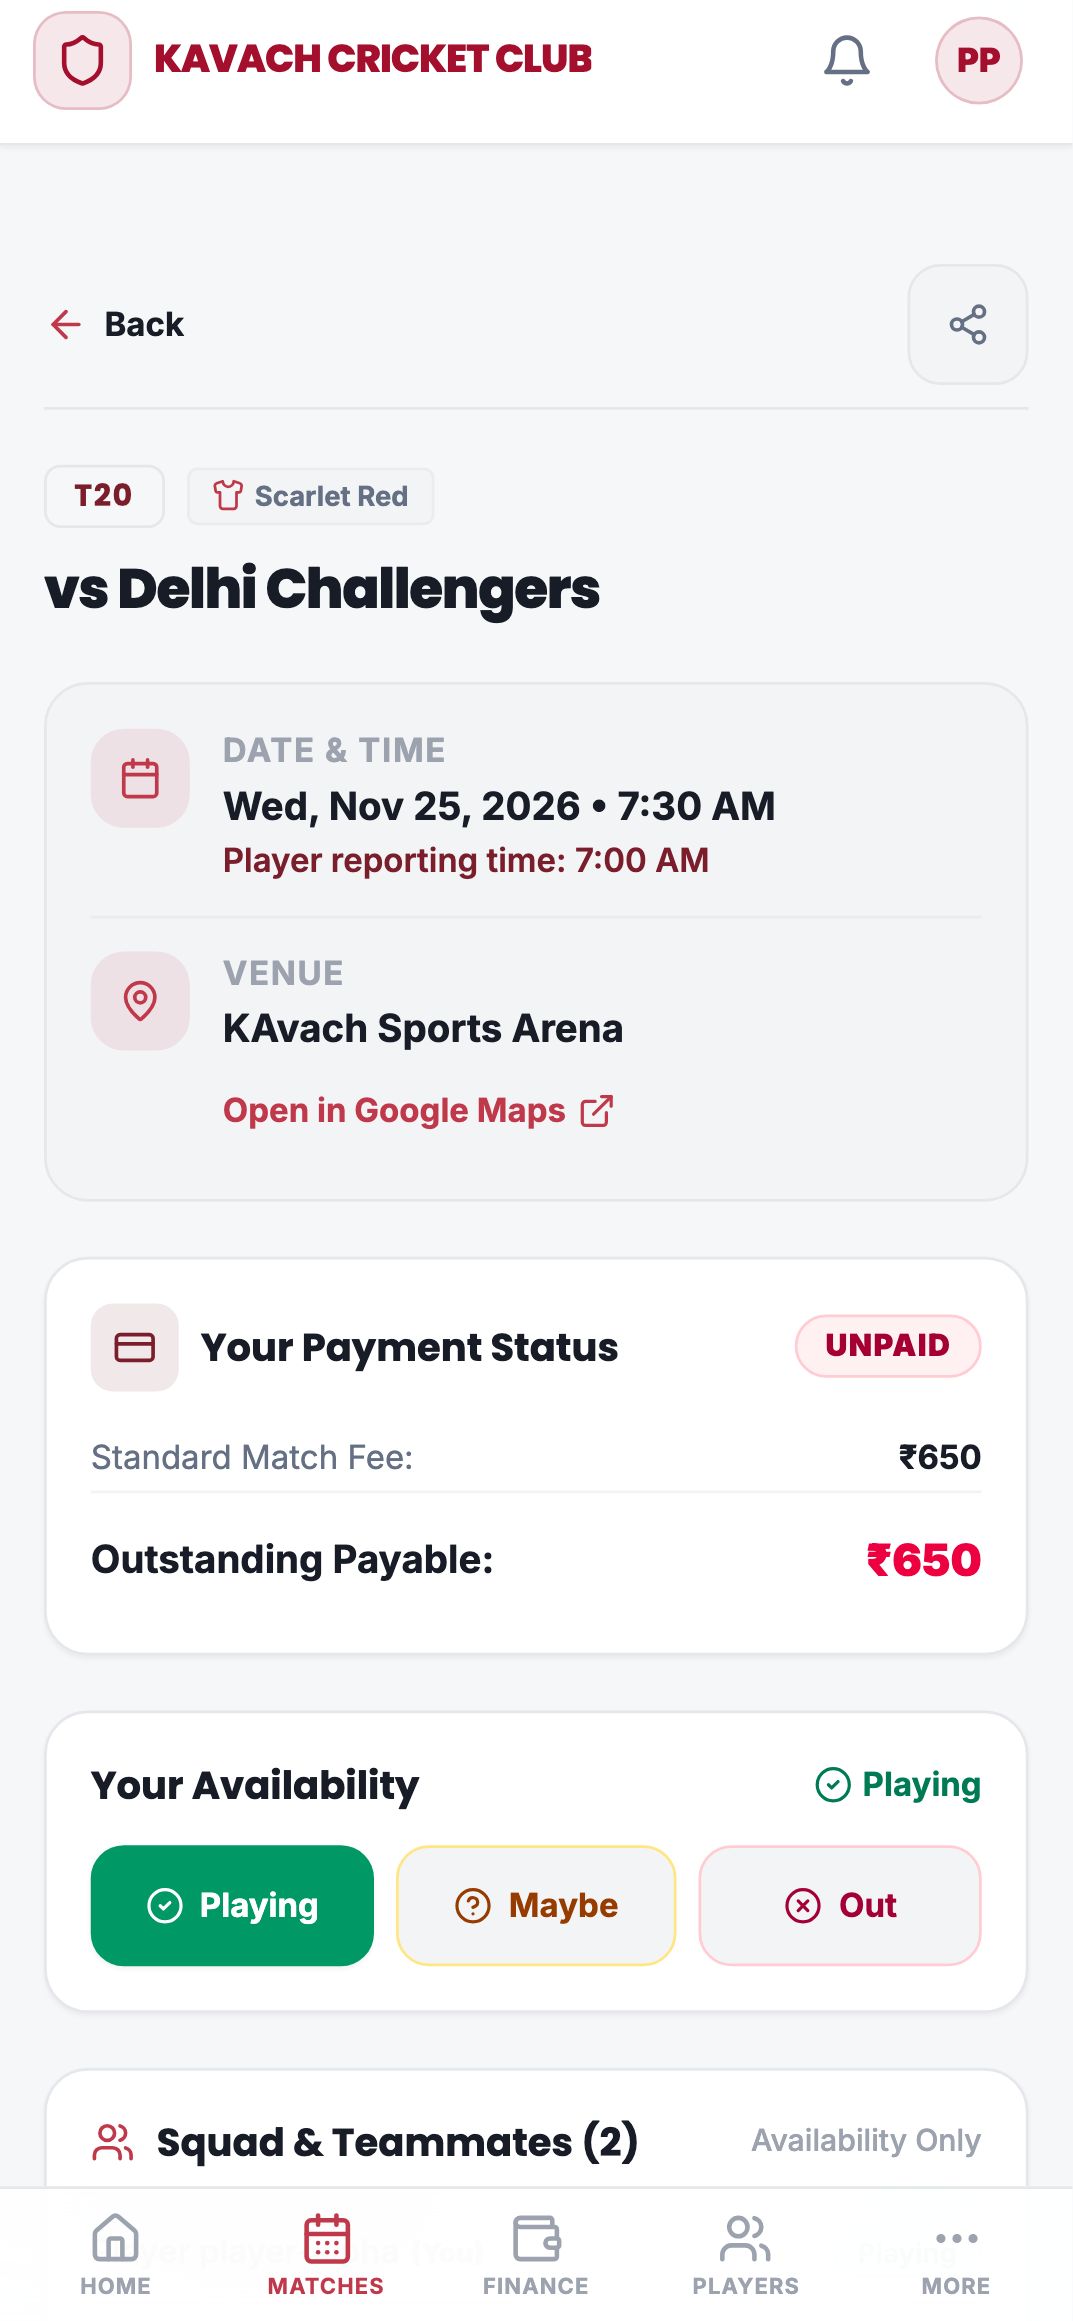 KAVACH CRICKET CLUB
PP
Back
T20
Scarlet Red
vs Delhi Challengers
DATE & TIME
Wed, Nov 25, 2026 • 7:30 AM
Player reporting time: 7:00 AM
VENUE
KAvach Sports Arena
Open in Google Maps
Your Payment Status
UNPAID
Standard Match Fee:
₹650
Outstanding Payable:
₹650
Your Availability
Playing
Playing
Maybe
Out
Squad & Teammates (2)
Availability Only
(You)
Playing
HOME
MATCHES
FINANCE
PLAYERS
MORE